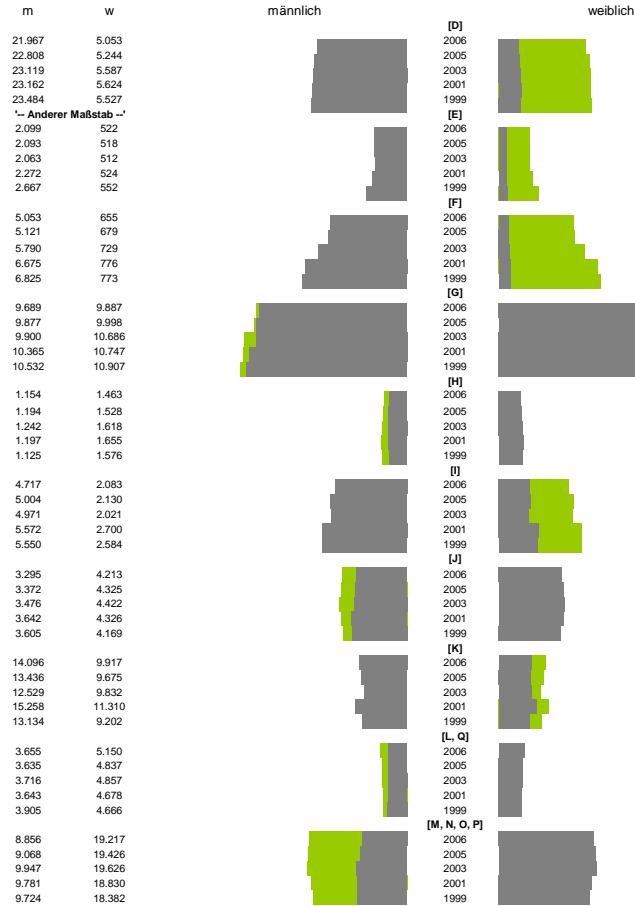 m w männlich weiblich
[D]
21.967 5.053 2006
22.808 5.244 2005
23.119 5.587 2003
23.162 5.624 2001
23.484 5.527 1999
'-- Anderer Maßstab --' [E]
2.099 522 2006
2.093 518 2005
2.063 512 2003
2.272 524 2001
2.667 552 1999
[F]
5.053 655 2006
5.121 679 2005
5.790 729 2003
6.675 776 2001
6.825 773 1999
[G]
9.689 9.887 2006
9.877 9.998 2005
9.900 10.686 2003
10.365 10.747 2001
10.532 10.907 1999
[H]
1.154 1.463 2006
1.194 1.528 2005
1.242 1.618 2003
1.197 1.655 2001
1.125 1.576 1999
[I]
4.717 2.083 2006
5.004 2.130 2005
4.971 2.021 2003
5.572 2.700 2001
5.550 2.584 1999
[J]
3.295 4.213 2006
3.372 4.325 2005
3.476 4.422 2003
3.642 4.326 2001
3.605 4.169 1999
[K]
14.096 9.917 2006
13.436 9.675 2005
12.529 9.832 2003
15.258 11.310 2001
13.134 9.202 1999
[L, Q]
3.655 5.150 2006
3.635 4.837 2005
3.716 4.857 2003
3.643 4.678 2001
3.905 4.666 1999
[M, N, O, P]
8.856 19.217 2006
9.068 19.426 2005
9.947 19.626 2003
9.781 18.830 2001
9.724 18.382 1999